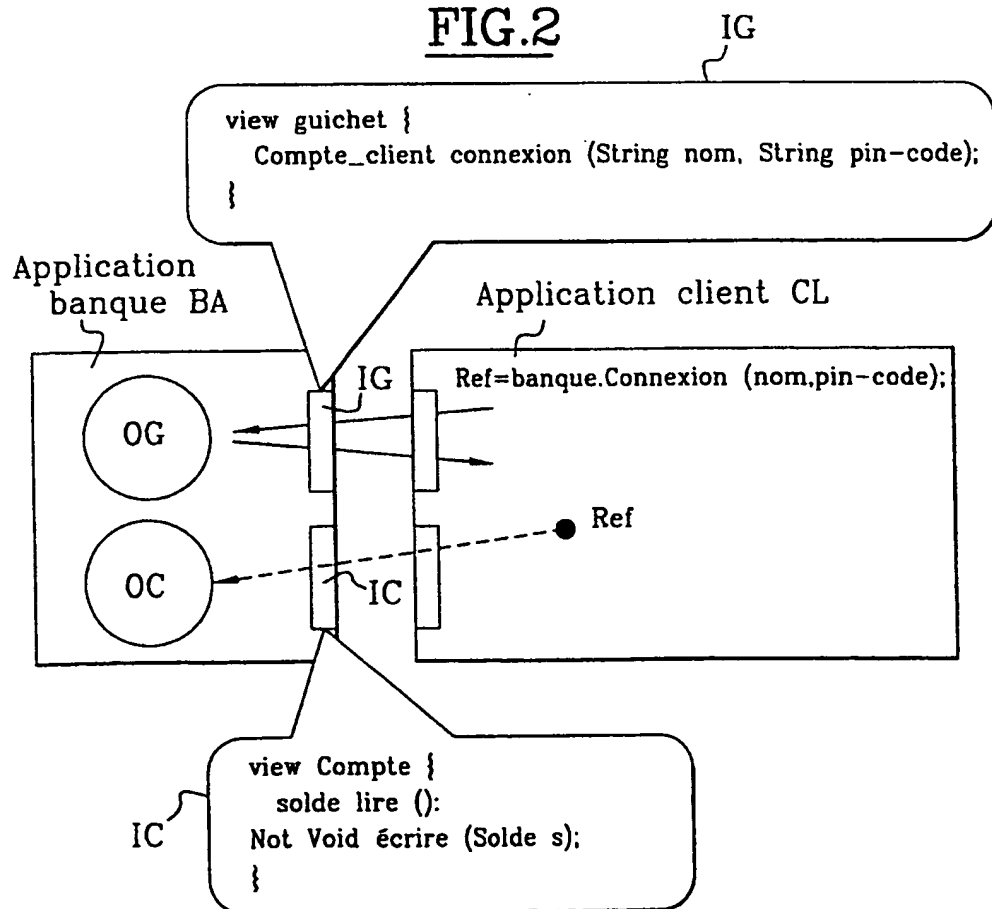 FIG.2
IG
view guichet {
Compte_client connexion (String nom, String pin-code);
}
Application
banque BA
Application client CL
Ref=banque.Connexion (nom,pin-code);
IG
OG
Ref
OC
IC
view Compte {
solde lire ():
Not Void écrire (Solde s);
}
IC